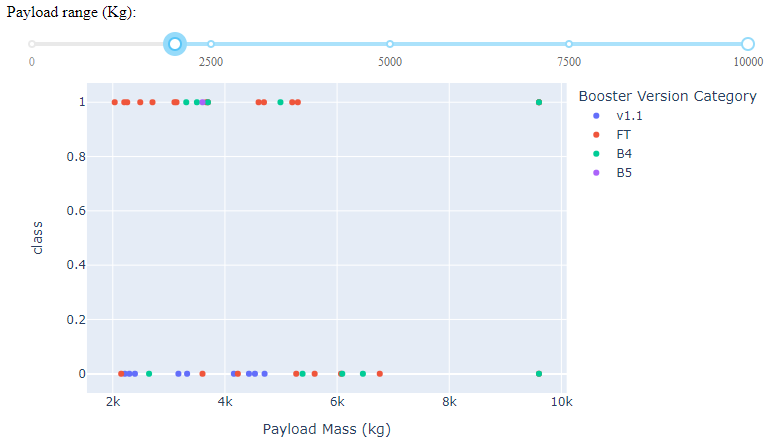 Payload range (Kg):
0 2500 5000 7500 10000
Booster Version Category
v1.1
FT
B4
B5
1
0.8
0.6
0.4
0.2
0
class
2k 4k 6k 8k 10k
Payload Mass (kg)